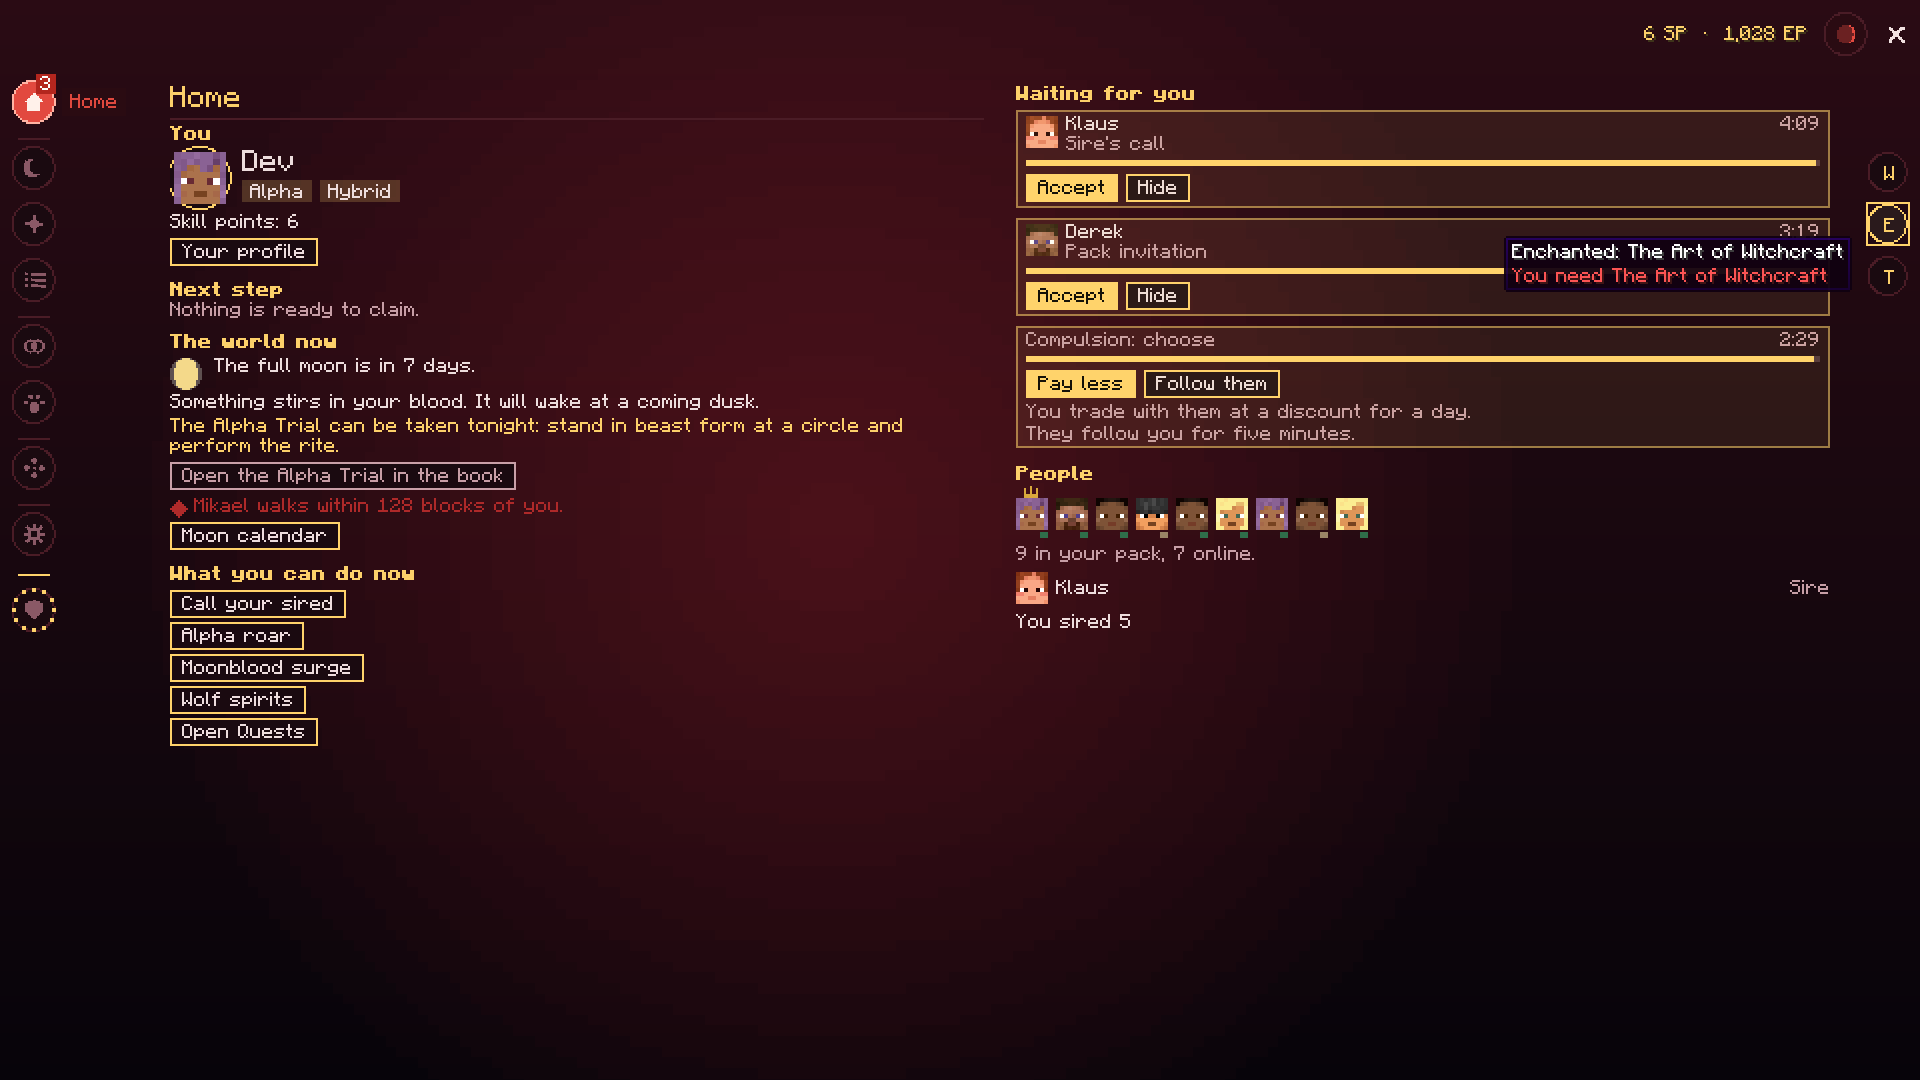 6 SP · 1,028 EP
3
Home
Home
You
Dev
Alpha Hybrid
Skill points: 6
Your profile
Next step
Nothing is ready to claim.
The world now
The full moon is in 7 days.
Something stirs in your blood. It will wake at a coming dusk.
The Alpha Trial can be taken tonight: stand in beast form at a circle and
perform the rite.
Open the Alpha Trial in the book
Mikael walks within 128 blocks of you.
Moon calendar
What you can do now
Call your sired
Alpha roar
Moonblood surge
Wolf spirits
Open Quests
Waiting for you
Klaus 4:09
Sire's call
Accept Hide
Derek 3:19
Pack invitation
Accept Hide
Compulsion: choose 2:29
Pay less Follow them
You trade with them at a discount for a day.
They follow you for five minutes.
People
9 in your pack, 7 online.
Klaus Sire
You sired 5
W
E
T
Enchanted: The Art of Witchcraft
You need The Art of Witchcraft